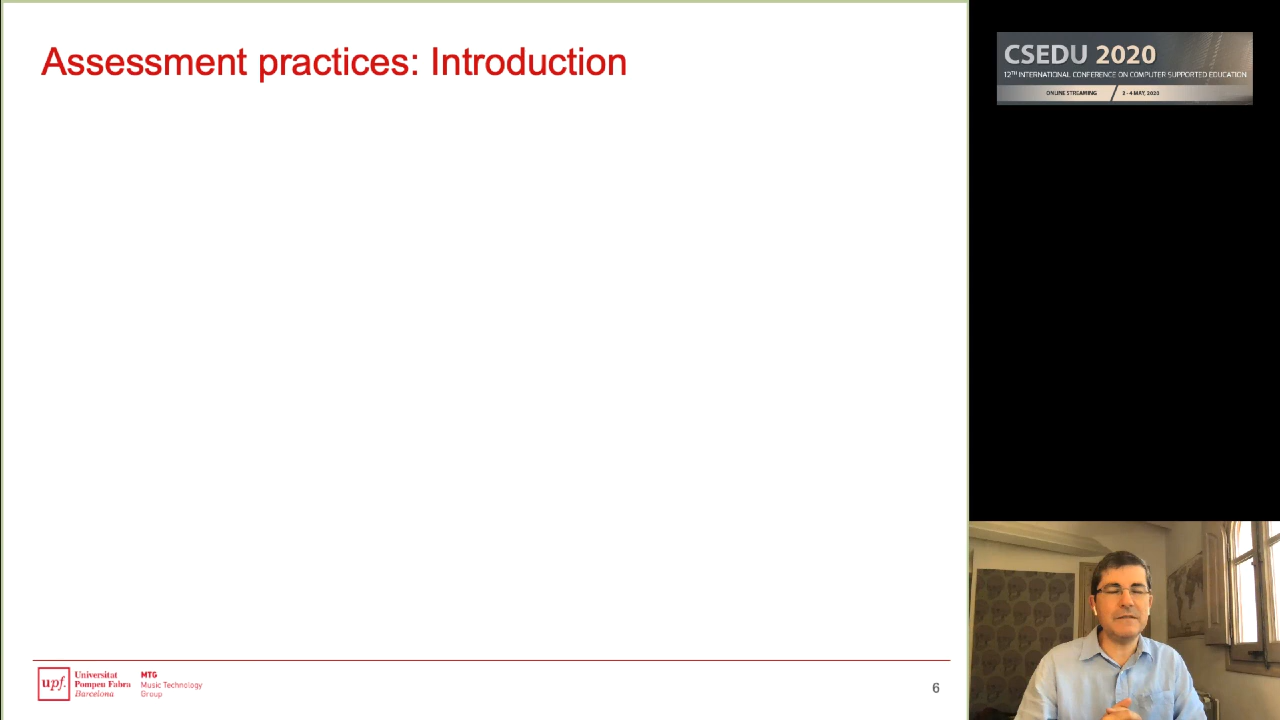 Assessment practices: Introduction
CSEDU 2020
12TH INTERNATIONAL CONFERENCE ON COMPUTER SUPPORTED EDUCATION
ONLINE STREAMING / 2 - 4 MAY, 2020
upf.
Universitat
Pompeu Fabra
Barcelona
MTG
Music Technology
Group
6